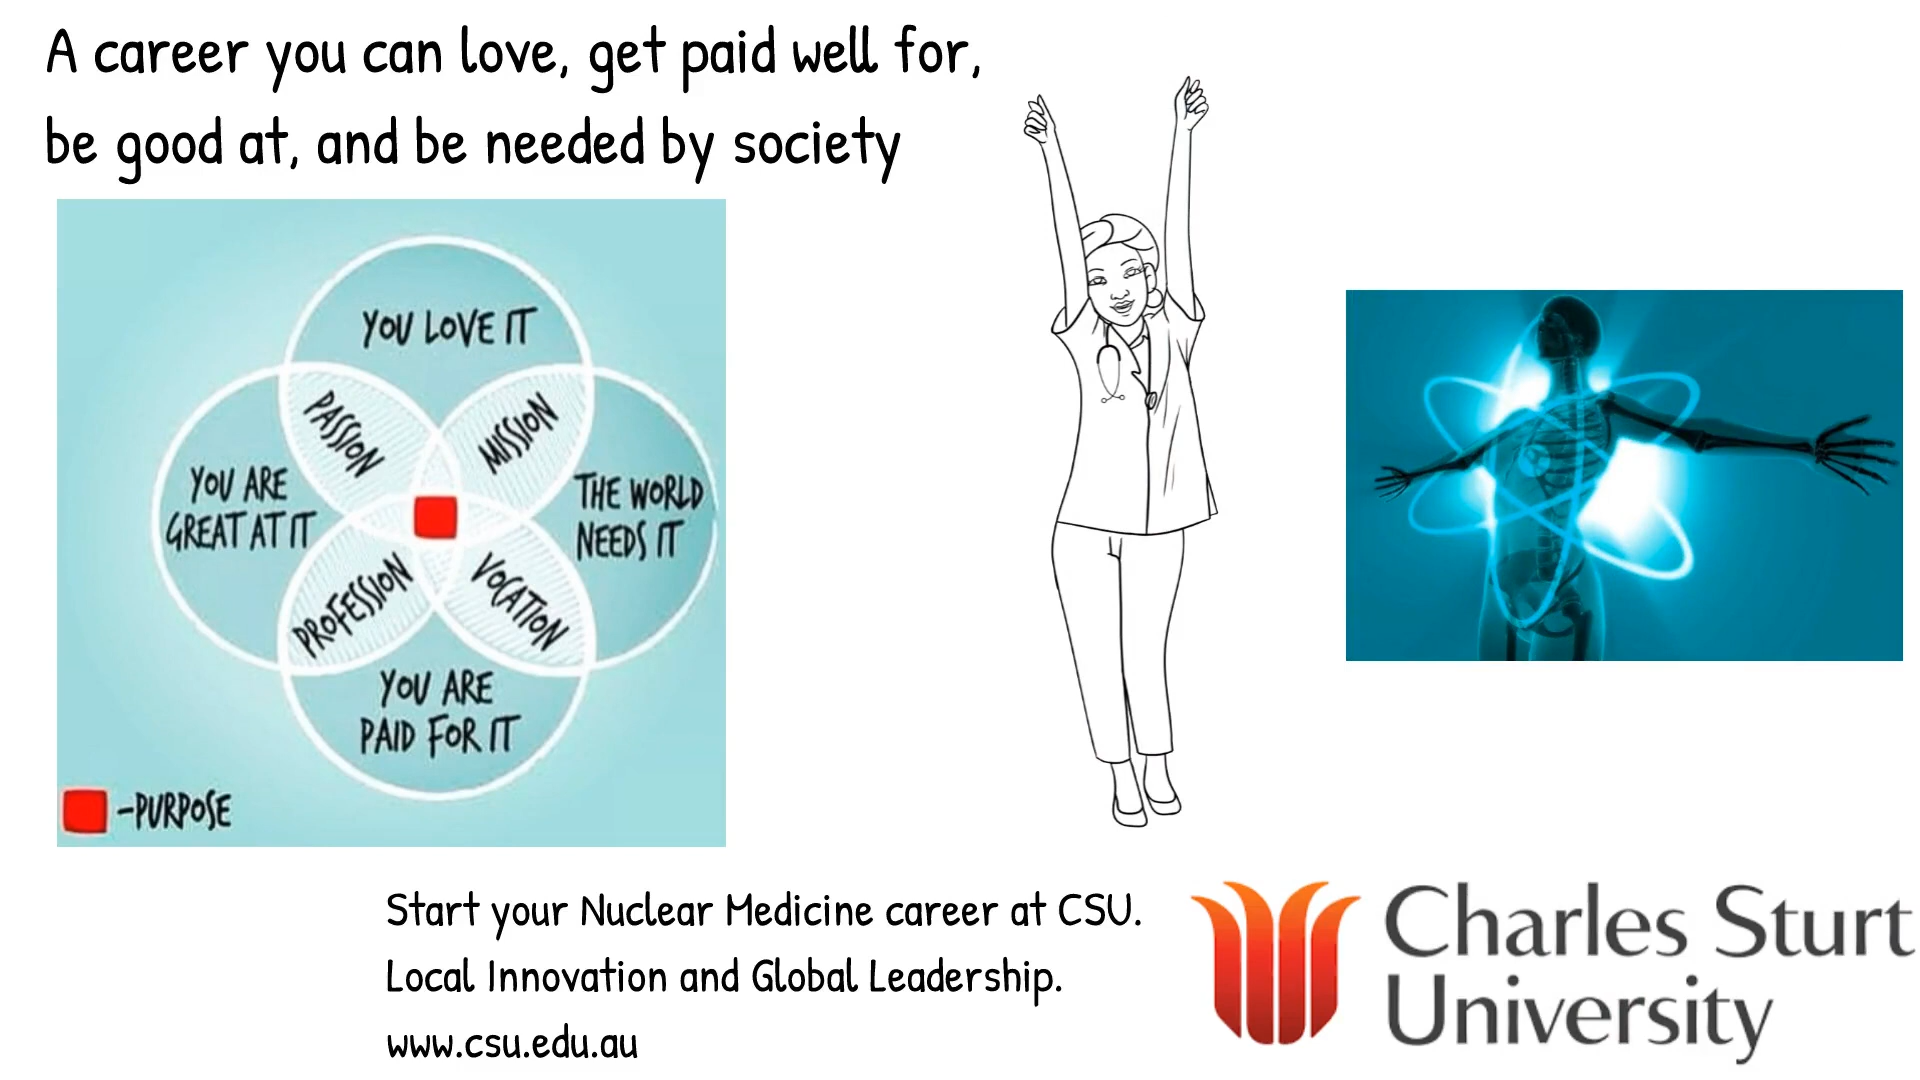 A career you can love, get paid well for,
be good at, and be needed by society
YOU LOVE IT
PASSION
MISSION
YOU ARE
GREAT AT IT
THE WORLD
NEEDS IT
PROFESSION
VOCATION
YOU ARE
PAID FOR IT
-PURPOSE
Start your Nuclear Medicine career at CSU.
Local Innovation and Global Leadership.
www.csu.edu.au
Charles Sturt
University